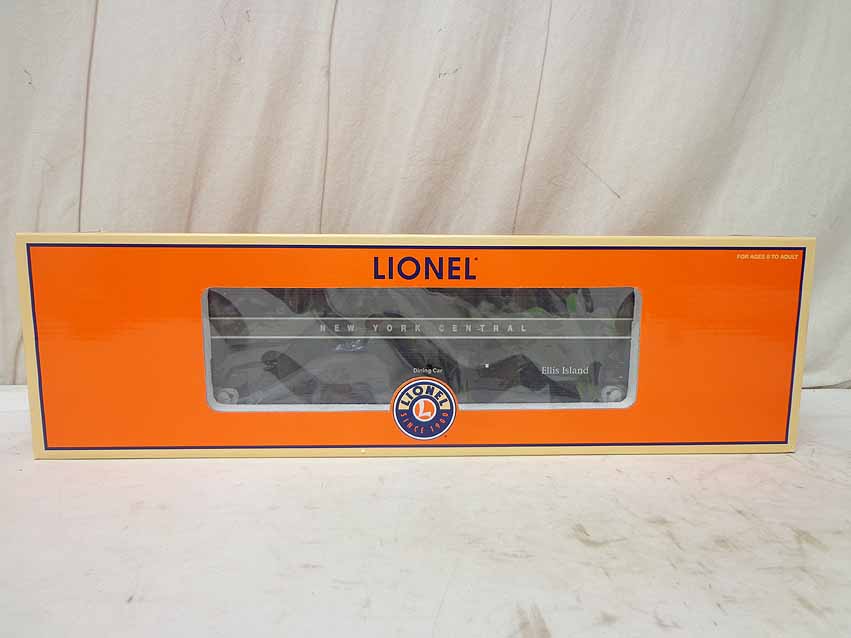 FOR AGES 8 TO ADULT
LIONEL
NEW YORK CENTRAL
Dining Car
Ellis Island
LIONEL
L
SINCE 1900